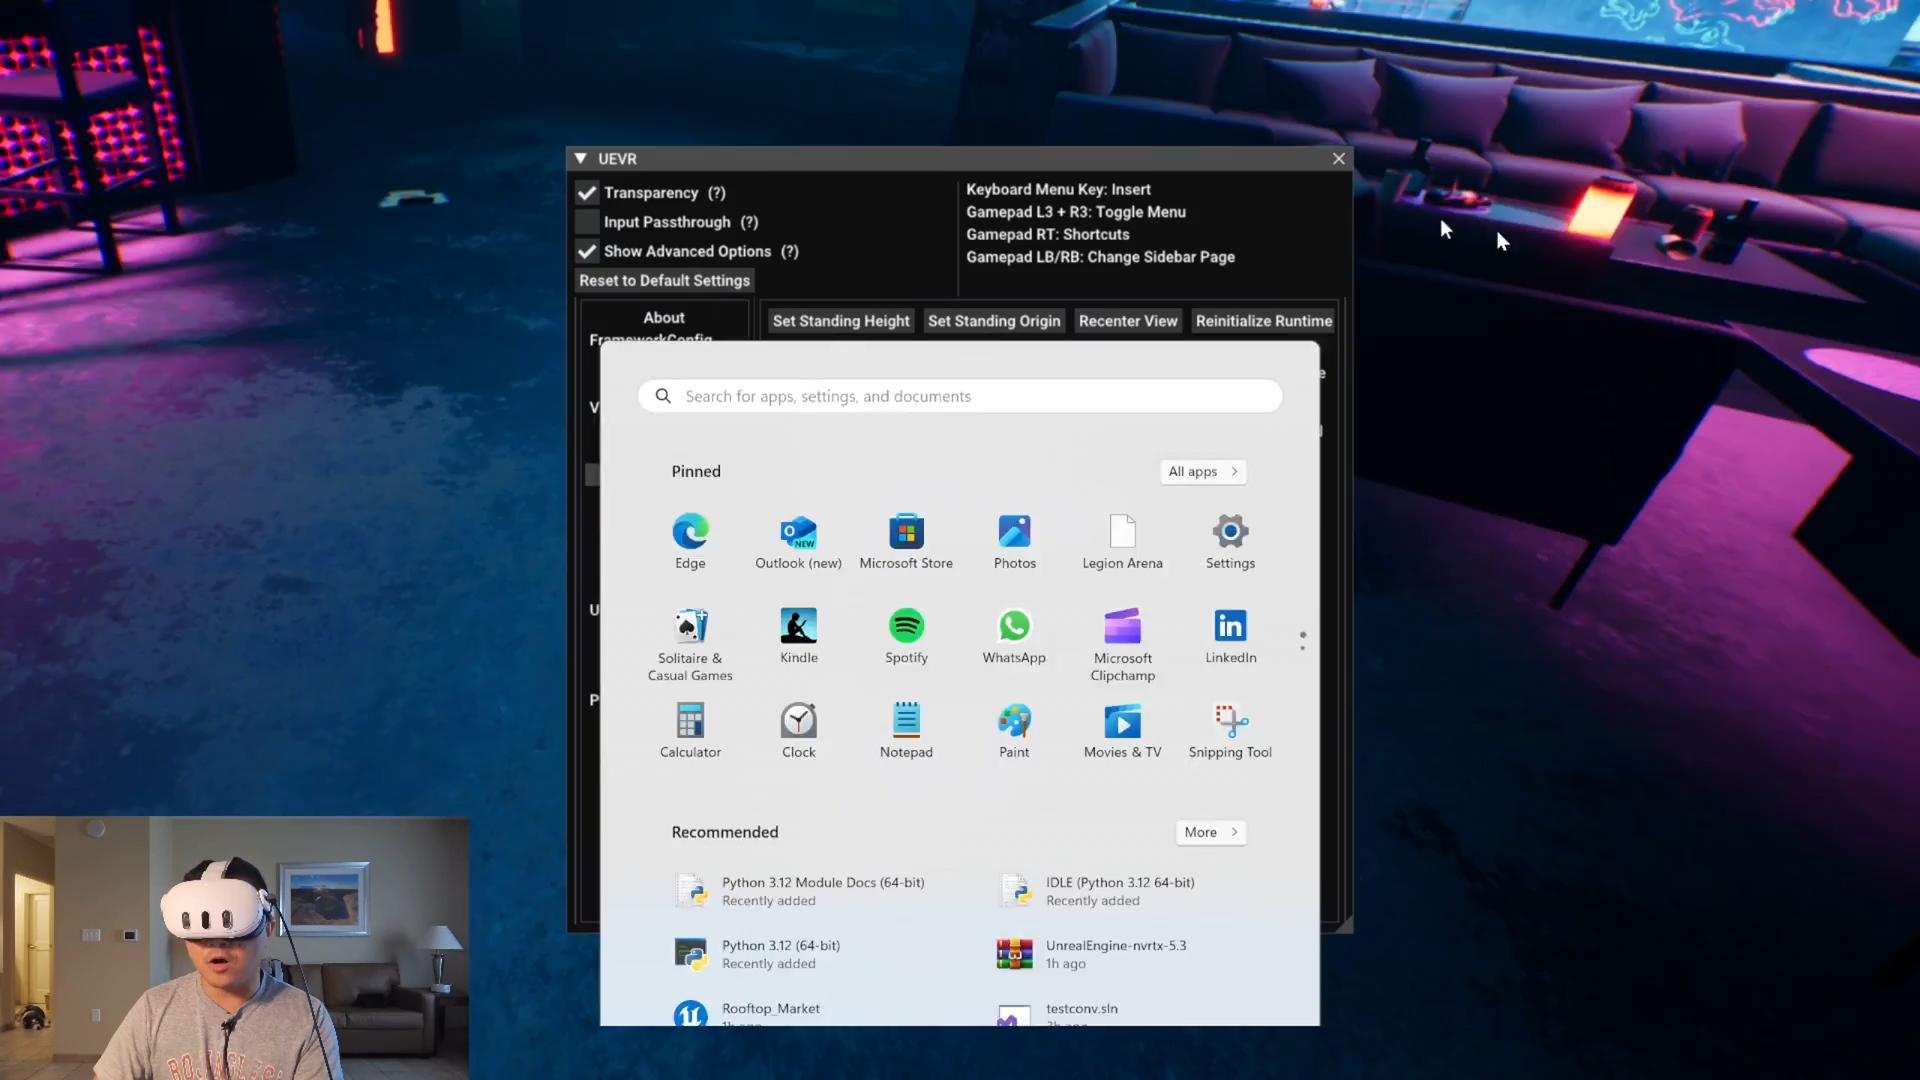 UEVR
Transparency (?)
Input Passthrough (?)
Show Advanced Options (?)
Reset to Default Settings
Keyboard Menu Key: Insert
Gamepad L3 + R3: Toggle Menu
Gamepad RT: Shortcuts
Gamepad LB/RB: Change Sidebar Page
About
FrameworkConfig
Set Standing Height
Set Standing Origin
Recenter View
Reinitialize Runtime
Search for apps, settings, and documents
Pinned
All apps
Edge
Outlook (new)
Microsoft Store
Photos
Legion Arena
Settings
Solitaire &
Casual Games
Kindle
Spotify
WhatsApp
Microsoft
Clipchamp
LinkedIn
Calculator
Clock
Notepad
Paint
Movies & TV
Snipping Tool
Recommended
More
Python 3.12 Module Docs (64-bit)
Recently added
IDLE (Python 3.12 64-bit)
Recently added
Python 3.12 (64-bit)
Recently added
UnrealEngine-nvrtx-5.3
1h ago
Rooftop_Market
testconv.sln